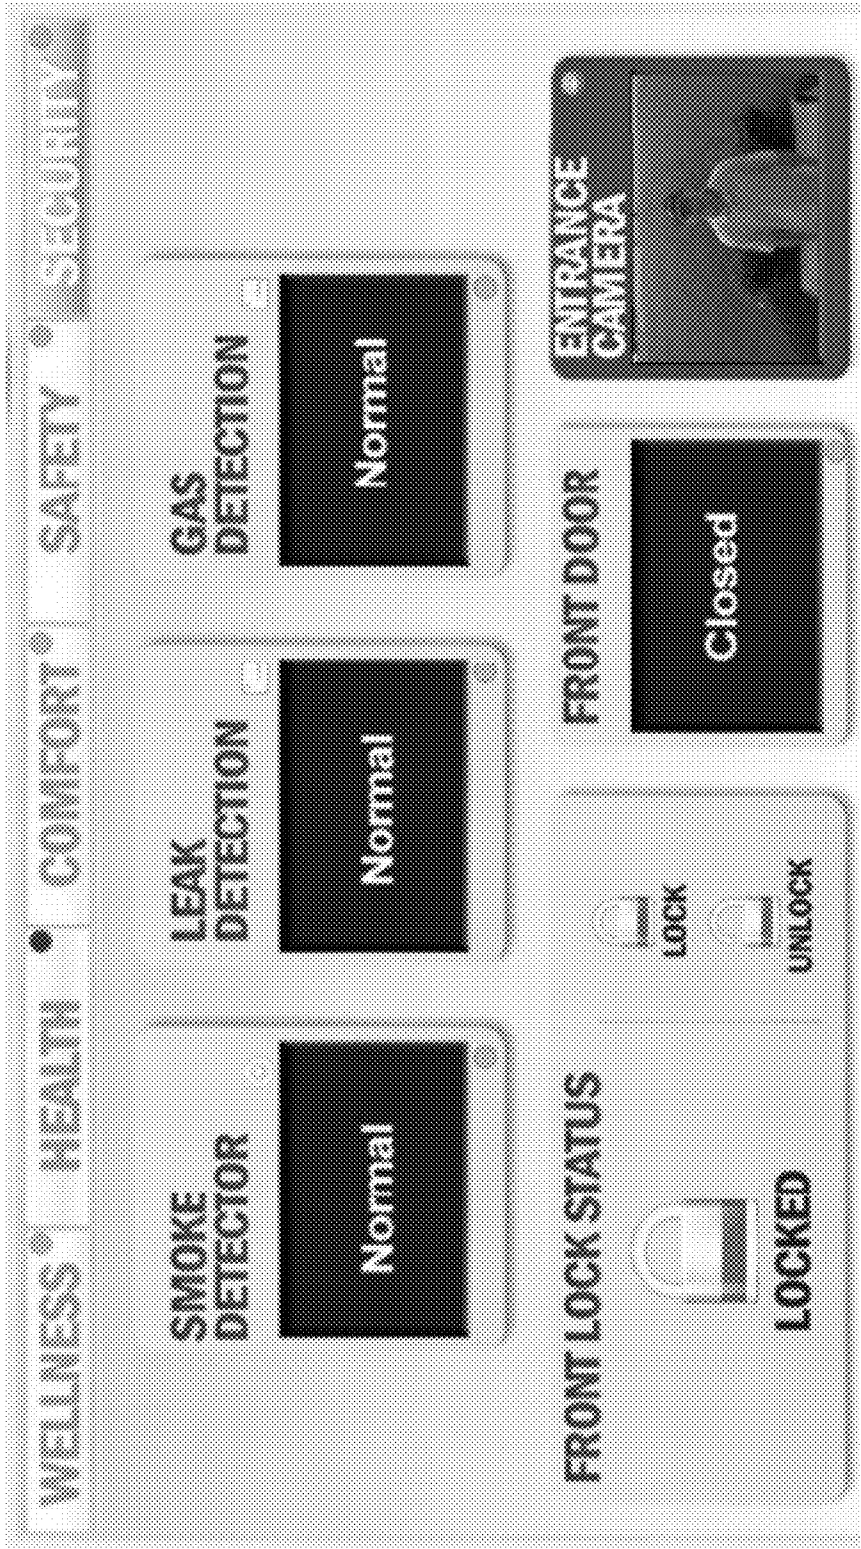 WELLNESS
HEALTH
COMFORT
SAFETY
SECURITY
SMOKE
DETECTOR
Normal
LEAK
DETECTION
Normal
GAS
DETECTION
Normal
FRONT LOCK STATUS
LOCKED
LOCK
UNLOCK
FRONT DOOR
Closed
ENTRANCE
CAMERA